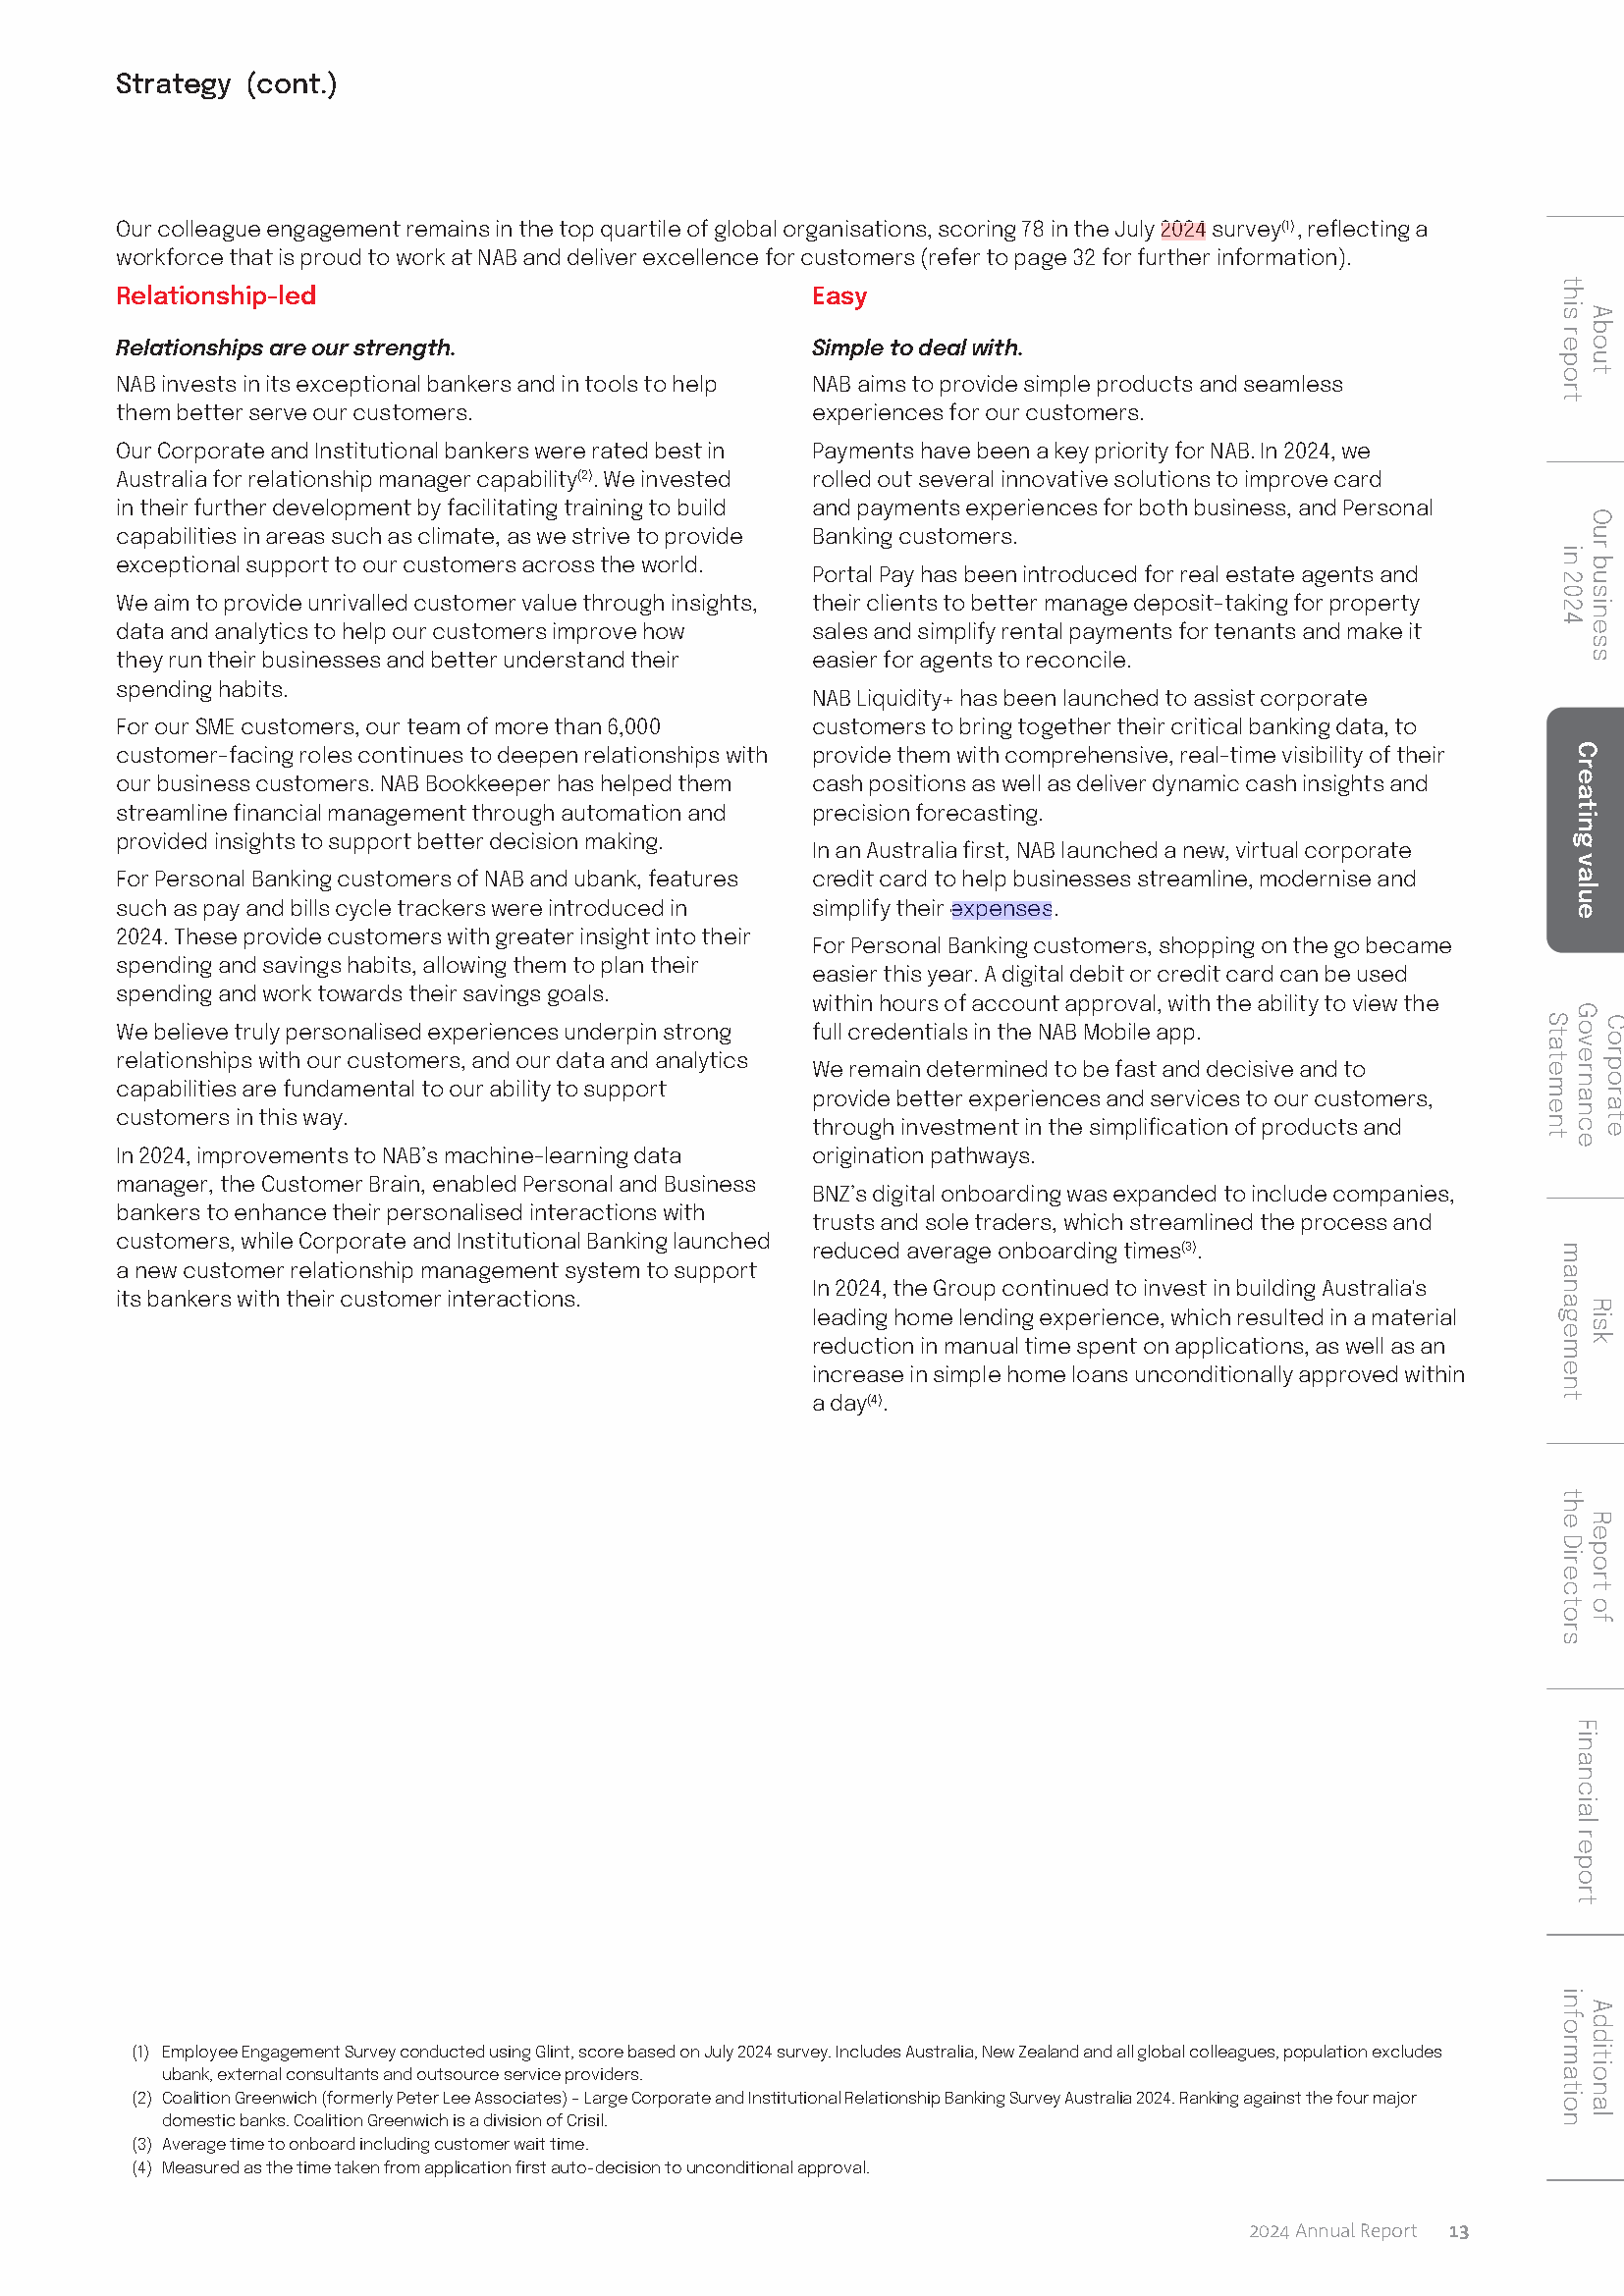 Strategy (cont.)
Our colleague engagement remains in the top quartile of global organisations, scoring 78 in the July 2024 survey(1), reflecting a
workforce that is proud to work at NAB and deliver excellence for customers (refer to page 32 for further information).
Relationship-led
Relationships are our strength.
NAB invests in its exceptional bankers and in tools to help
them better serve our customers.
Our Corporate and Institutional bankers were rated best in
Australia for relationship manager capability(2). We invested
in their further development by facilitating training to build
capabilities in areas such as climate, as we strive to provide
exceptional support to our customers across the world.
We aim to provide unrivalled customer value through insights,
data and analytics to help our customers improve how
they run their businesses and better understand their
spending habits.
For our SME customers, our team of more than 6,000
customer-facing roles continues to deepen relationships with
our business customers. NAB Bookkeeper has helped them
streamline financial management through automation and
provided insights to support better decision making.
For Personal Banking customers of NAB and ubank, features
such as pay and bills cycle trackers were introduced in
2024. These provide customers with greater insight into their
spending and savings habits, allowing them to plan their
spending and work towards their savings goals.
We believe truly personalised experiences underpin strong
relationships with our customers, and our data and analytics
capabilities are fundamental to our ability to support
customers in this way.
In 2024, improvements to NAB's machine-learning data
manager, the Customer Brain, enabled Personal and Business
bankers to enhance their personalised interactions with
customers, while Corporate and Institutional Banking launched
a new customer relationship management system to support
its bankers with their customer interactions.
Easy
Simple to deal with.
NAB aims to provide simple products and seamless
experiences for our customers.
Payments have been a key priority for NAB. In 2024, we
rolled out several innovative solutions to improve card
and payments experiences for both business, and Personal
Banking customers.
Portal Pay has been introduced for real estate agents and
their clients to better manage deposit-taking for property
sales and simplify rental payments for tenants and make it
easier for agents to reconcile.
NAB Liquidity+ has been launched to assist corporate
customers to bring together their critical banking data, to
provide them with comprehensive, real-time visibility of their
cash positions as well as deliver dynamic cash insights and
precision forecasting.
In an Australia first, NAB launched a new, virtual corporate
credit card to help businesses streamline, modernise and
simplify their expenses.
For Personal Banking customers, shopping on the go became
easier this year. A digital debit or credit card can be used
within hours of account approval, with the ability to view the
full credentials in the NAB Mobile app.
We remain determined to be fast and decisive and to
provide better experiences and services to our customers,
through investment in the simplification of products and
origination pathways.
BNZ's digital onboarding was expanded to include companies,
trusts and sole traders, which streamlined the process and
reduced average onboarding times(3).
In 2024, the Group continued to invest in building Australia's
leading home lending experience, which resulted in a material
reduction in manual time spent on applications, as well as an
increase in simple home loans unconditionally approved within
a day(4).
(1) Employee Engagement Survey conducted using Glint, score based on July 2024 survey. Includes Australia, New Zealand and all global colleagues, population excludes
ubank, external consultants and outsource service providers.
(2) Coalition Greenwich (formerly Peter Lee Associates) - Large Corporate and Institutional Relationship Banking Survey Australia 2024. Ranking against the four major
domestic banks. Coalition Greenwich is a division of Crisil.
(3) Average time to onboard including customer wait time.
(4) Measured as the time taken from application first auto-decision to unconditional approval.
2024 Annual Report 13
About
this report
Our business
in 2024
Creating value
Corporate
Governance
Statement
Risk
management
Report of
the Directors
Financial report
Additional
information